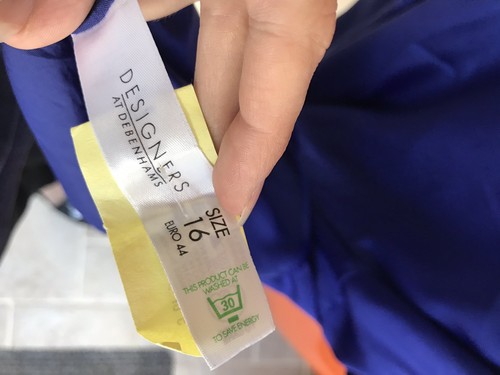 DESIGNERS
AT DEBENHAMS
SIZE
16
EURO 44
THIS PRODUCT CAN BE
WASHED AT
30
TO SAVE ENERGY